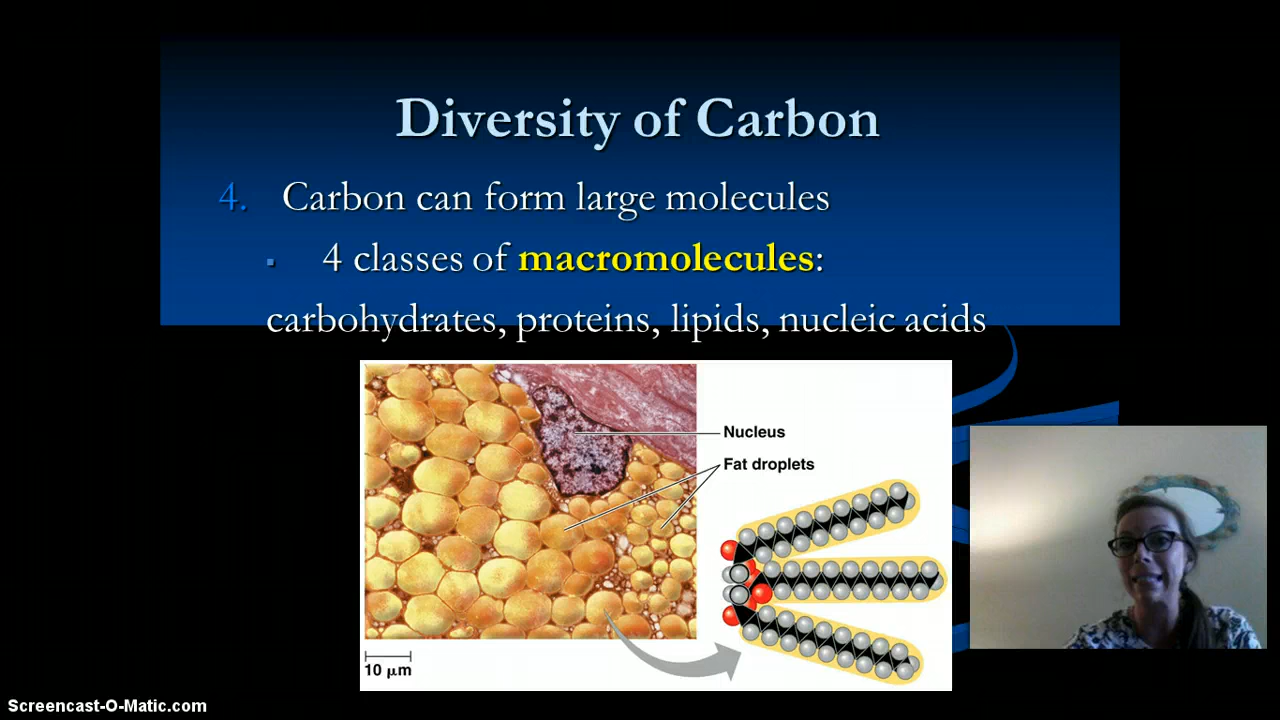 Diversity of Carbon
4. Carbon can form large molecules
▪ 4 classes of macromolecules:
carbohydrates, proteins, lipids, nucleic acids
Nucleus
Fat droplets
10 μm
Screencast-O-Matic.com